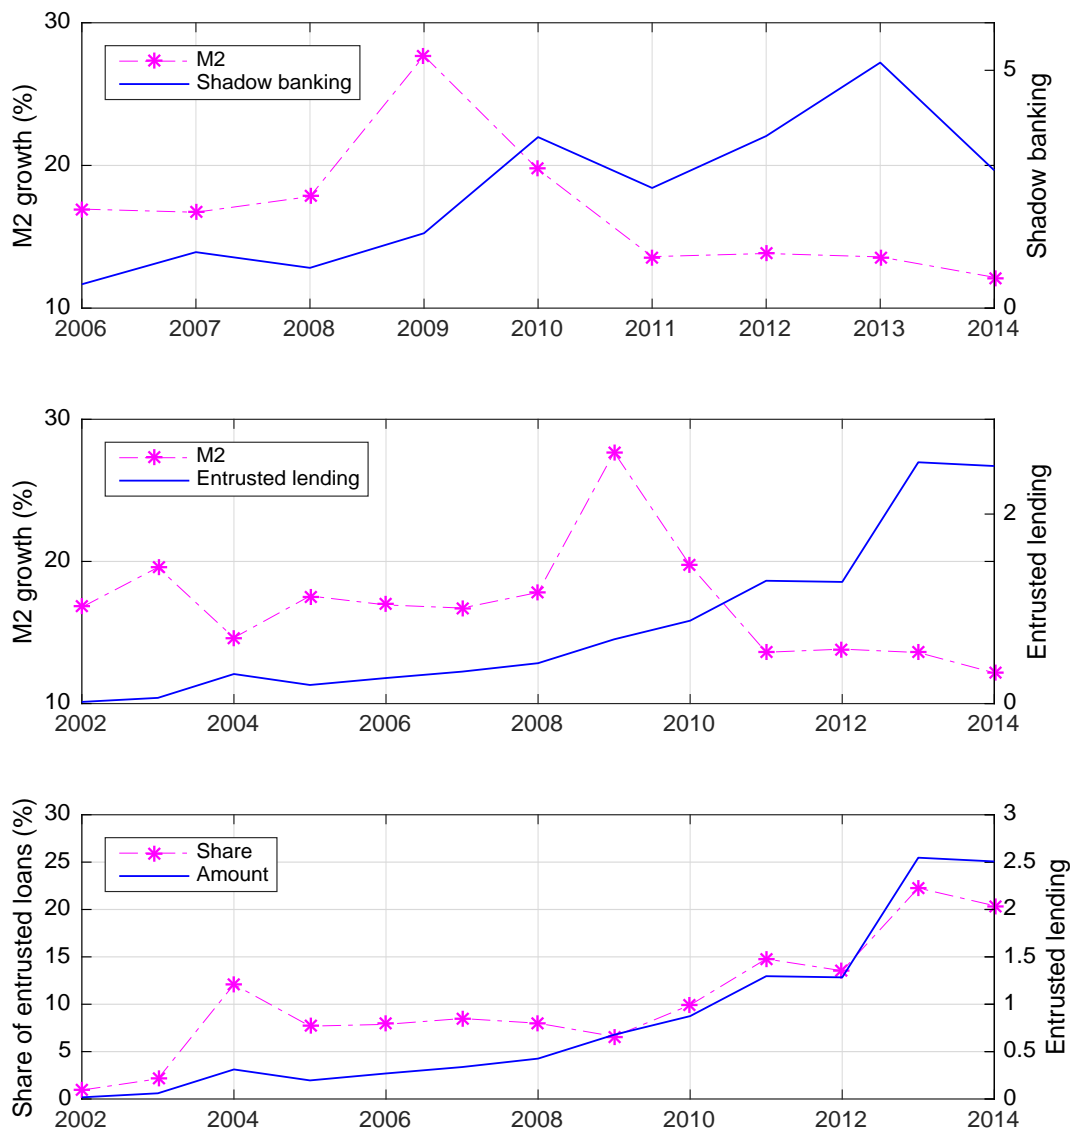 30
M2
Shadow banking
5
20
M2 growth (%)
Shadow banking
10
0
2006 2007 2008 2009 2010 2011 2012 2013 2014
30
M2
Entrusted lending
2
20
M2 growth (%)
Entrusted lending
10
0
2002 2004 2006 2008 2010 2012 2014
30
3
Share
Amount
25
2.5
20
2
15
1.5
Share of entrusted loans (%)
Entrusted lending
10
1
5
0.5
0
0
2002 2004 2006 2008 2010 2012 2014